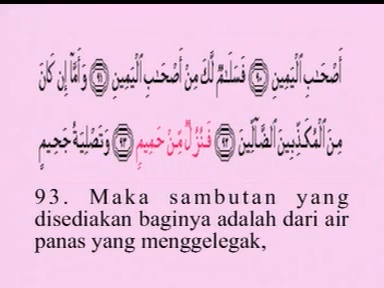 أَصْحَٰبِ ٱلْيَمِينِ ٩٠ فَسَلَٰمٌ لَّكَ مِنْ أَصْحَٰبِ ٱلْيَمِينِ ٩١ وَأَمَّآ إِن كَانَ
مِنَ ٱلْمُكَذِّبِينَ ٱلضَّآلِّينَ ٩٢ فَنُزُلٌ مِّنْ حَمِيمٍ ٩٣ وَتَصْلِيَةُ جَحِيمٍ
93. Maka sambutan yang
disediakan baginya adalah dari air
panas yang menggelegak,